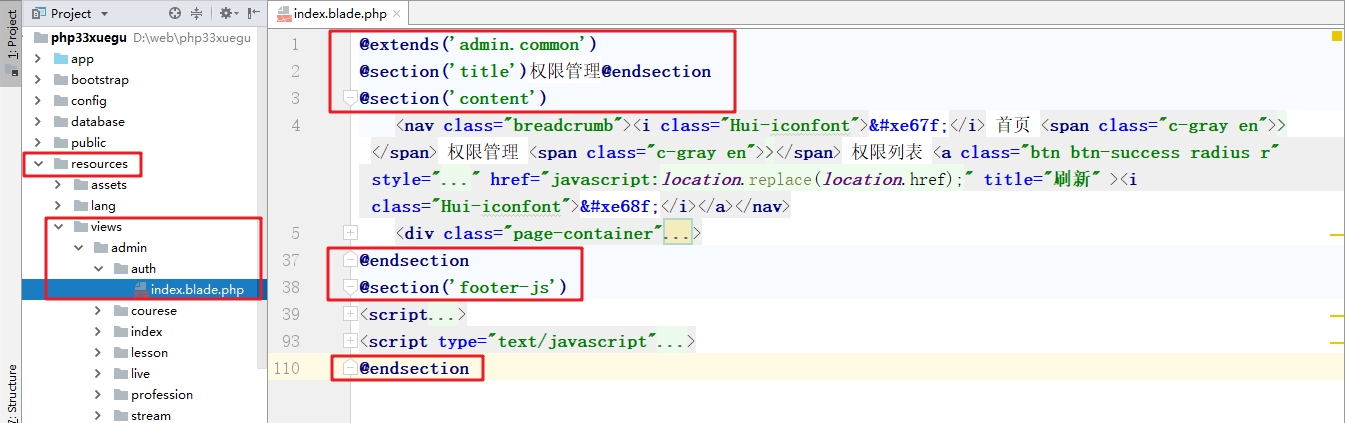 1: Project
Project
index.blade.php
php33xuegu D:\web\php33xuegu
app
bootstrap
config
database
public
resources
assets
lang
views
admin
auth
index.blade.php
courese
index
lesson
live
profession
stream
7: Structure
1 @extends('admin.common')
2 @section('title')权限管理@endsection
3 @section('content')
4 <nav class="breadcrumb"><i class="Hui-iconfont">&#xe67f;</i> 首页 <span class="c-gray en">>
</span> 权限管理 <span class="c-gray en">></span> 权限列表 <a class="btn btn-success radius r"
style="..." href="javascript:location.replace(location.href);" title="刷新" ><i
class="Hui-iconfont">&#xe68f;</i></a></nav>
5 <div class="page-container"...>
37 @endsection
38 @section('footer-js')
39 <script...>
93 <script type="text/javascript"...>
110 @endsection